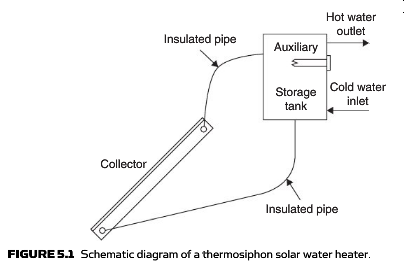 Hot water
outlet
Insulated pipe
Auxiliary
Storage
tank
Cold water
inlet
Collector
Insulated pipe
FIGURE 5.1 Schematic diagram of a thermosiphon solar water heater.